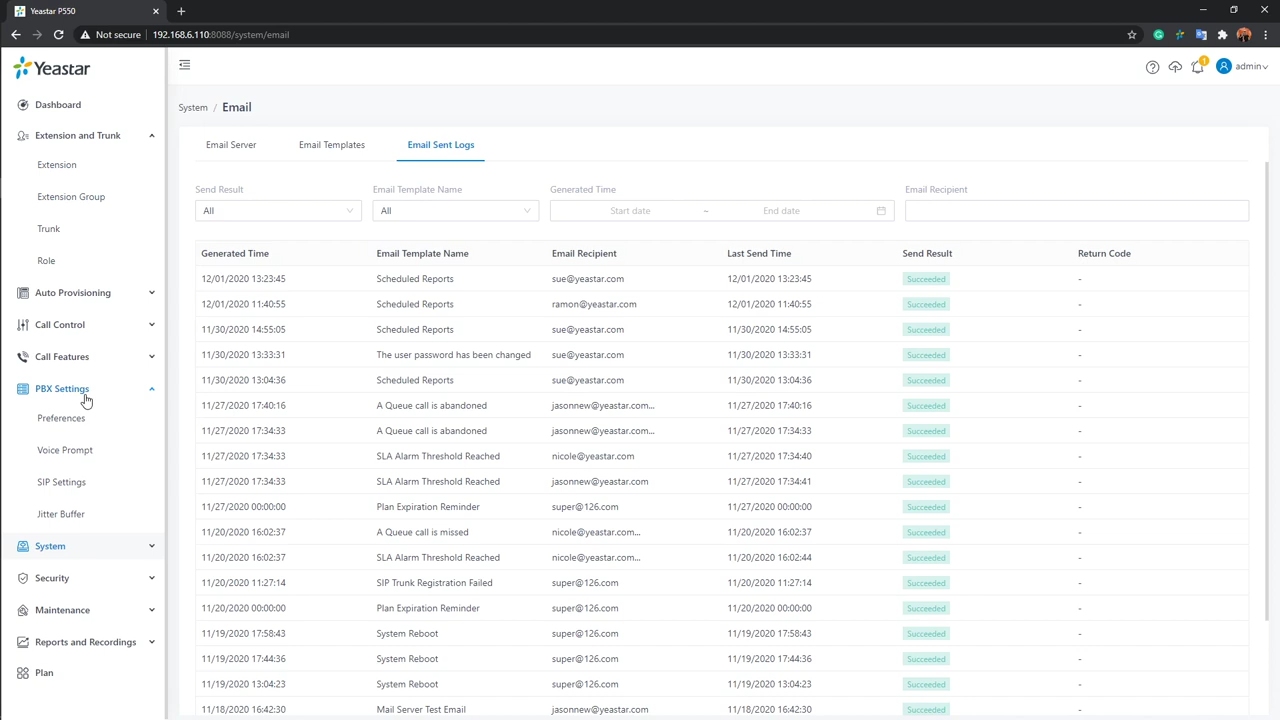 Yeastar P550
Not secure 192.168.6.110:8088/system/email
Yeastar
admin
1
Dashboard
Extension and Trunk
Extension
Extension Group
Trunk
Role
Auto Provisioning
Call Control
Call Features
PBX Settings
Preferences
Voice Prompt
SIP Settings
Jitter Buffer
System
Security
Maintenance
Reports and Recordings
Plan
System / Email
Email Server Email Templates Email Sent Logs
Send Result Email Template Name Generated Time Email Recipient
All All Start date ~ End date
Generated Time Email Template Name Email Recipient Last Send Time Send Result Return Code
12/01/2020 13:23:45 Scheduled Reports sue@yeastar.com 12/01/2020 13:23:45 Succeeded -
12/01/2020 11:40:55 Scheduled Reports ramon@yeastar.com 12/01/2020 11:40:55 Succeeded -
11/30/2020 14:55:05 Scheduled Reports sue@yeastar.com 11/30/2020 14:55:05 Succeeded -
11/30/2020 13:33:31 The user password has been changed sue@yeastar.com 11/30/2020 13:33:31 Succeeded -
11/30/2020 13:04:36 Scheduled Reports sue@yeastar.com 11/30/2020 13:04:36 Succeeded -
11/27/2020 17:40:16 A Queue call is abandoned jasonnew@yeastar.com... 11/27/2020 17:40:16 Succeeded -
11/27/2020 17:34:33 A Queue call is abandoned jasonnew@yeastar.com... 11/27/2020 17:34:33 Succeeded -
11/27/2020 17:34:33 SLA Alarm Threshold Reached nicole@yeastar.com 11/27/2020 17:34:40 Succeeded -
11/27/2020 17:34:33 SLA Alarm Threshold Reached jasonnew@yeastar.com 11/27/2020 17:34:41 Succeeded -
11/27/2020 00:00:00 Plan Expiration Reminder super@126.com 11/27/2020 00:00:00 Succeeded -
11/20/2020 16:02:37 A Queue call is missed nicole@yeastar.com... 11/20/2020 16:02:37 Succeeded -
11/20/2020 16:02:37 SLA Alarm Threshold Reached nicole@yeastar.com... 11/20/2020 16:02:44 Succeeded -
11/20/2020 11:27:14 SIP Trunk Registration Failed super@126.com 11/20/2020 11:27:14 Succeeded -
11/20/2020 00:00:00 Plan Expiration Reminder super@126.com 11/20/2020 00:00:00 Succeeded -
11/19/2020 17:58:43 System Reboot super@126.com 11/19/2020 17:58:43 Succeeded -
11/19/2020 17:44:36 System Reboot super@126.com 11/19/2020 17:44:36 Succeeded -
11/19/2020 13:04:23 System Reboot super@126.com 11/19/2020 13:04:23 Succeeded -
11/18/2020 16:42:30 Mail Server Test Email super@126.com 11/18/2020 16:42:30 Succeeded -